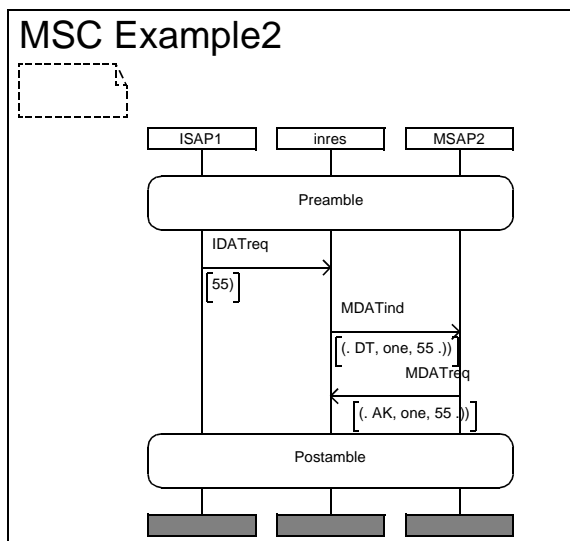 MSC Example2
ISAP1 inres MSAP2
Preamble
IDATreq
55)
MDATind
(. DT, one, 55 .))
MDATreq
(. AK, one, 55 .))
Postamble